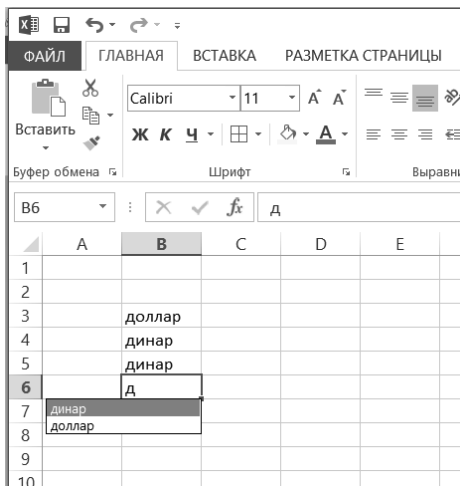 ФАЙЛ ГЛАВНАЯ ВСТАВКА РАЗМЕТКА СТРАНИЦЫ
Calibri 11 A A
Вставить
Ж К Ч А
Буфер обмена Шрифт Выравни
B6 fx д
A B C D E
1
2
3 доллар
4 динар
5 динар
6 д
7 динар
8 доллар
9
10